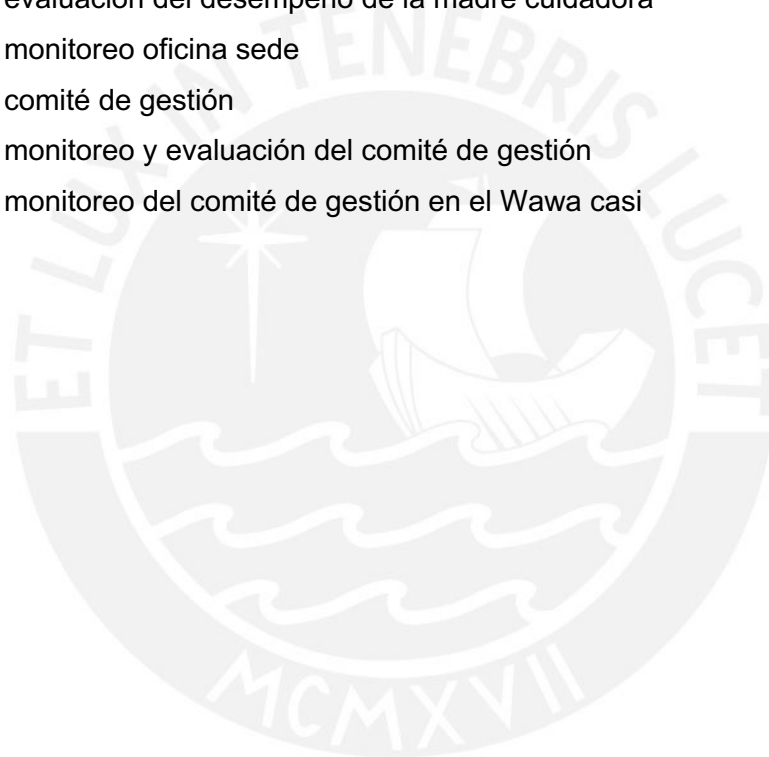 evaluación del desempeño de la madre cuidadora
monitoreo oficina sede
comité de gestión
monitoreo y evaluación del comité de gestión
monitoreo del comité de gestión en el Wawa casi
ET LUX IN TENEBRIS LUCET
MCMXVII